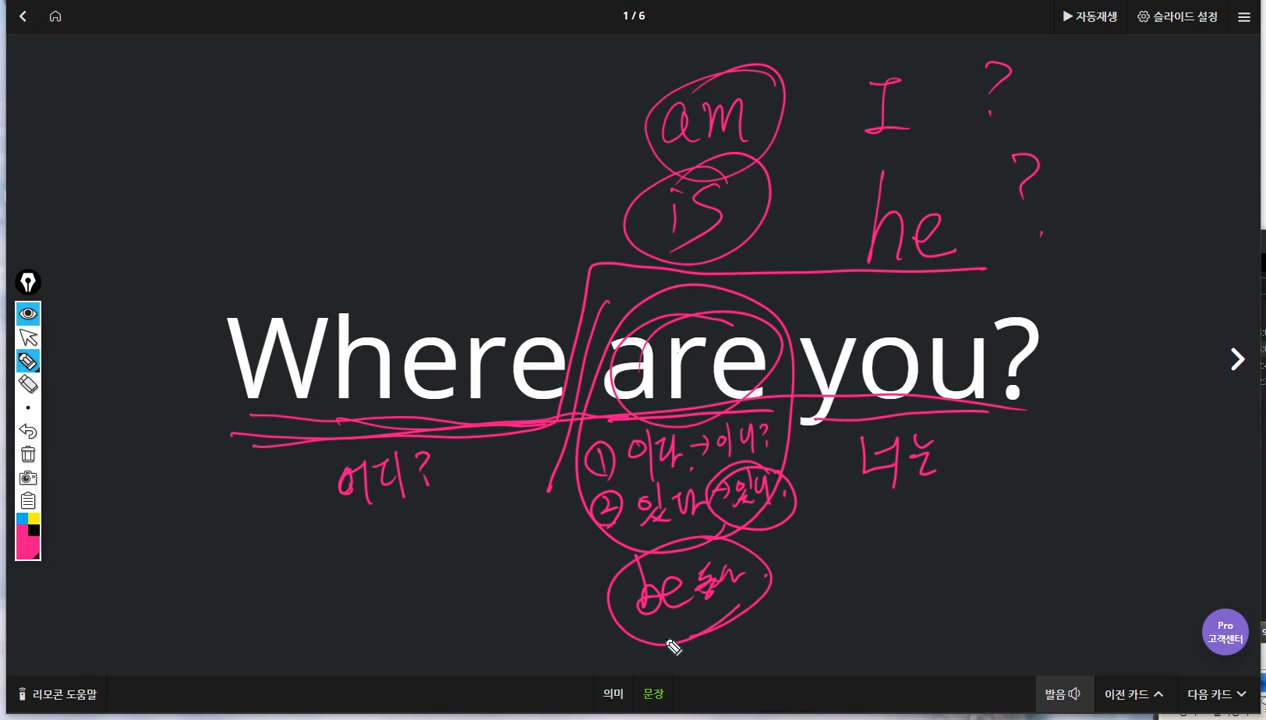 1 / 6
자동재생
슬라이드 설정
am I ?
is he ?
Where are you?
① 이다 → 이니?
어디? 너는
② 있다 → 있니
be 동사
Pro
고객센터
리모콘 도움말
의미
문장
발음
이전 카드
다음 카드